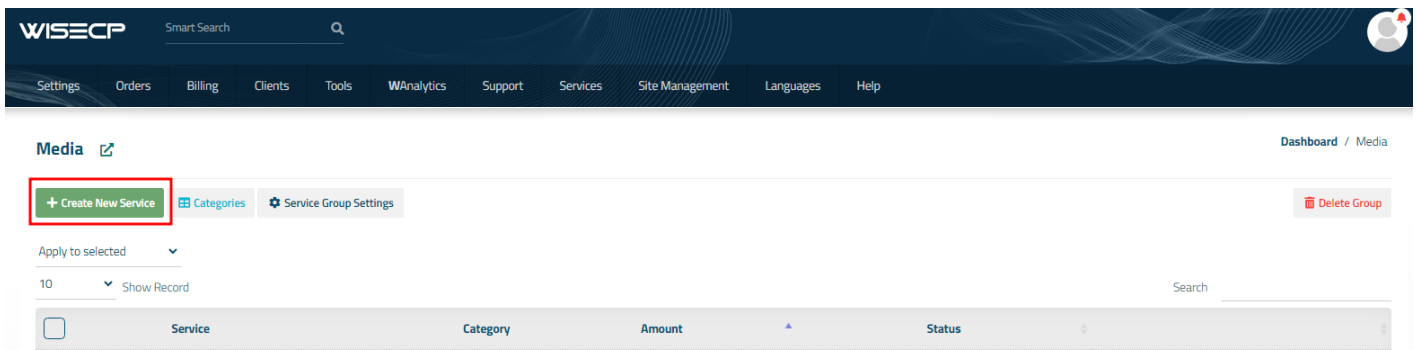 WISECP Smart Search
Settings Orders Billing Clients Tools WAnalytics Support Services Site Management Languages Help
Media Dashboard / Media
+ Create New Service Categories Service Group Settings Delete Group
Apply to selected
10 Show Record Search
Service Category Amount Status